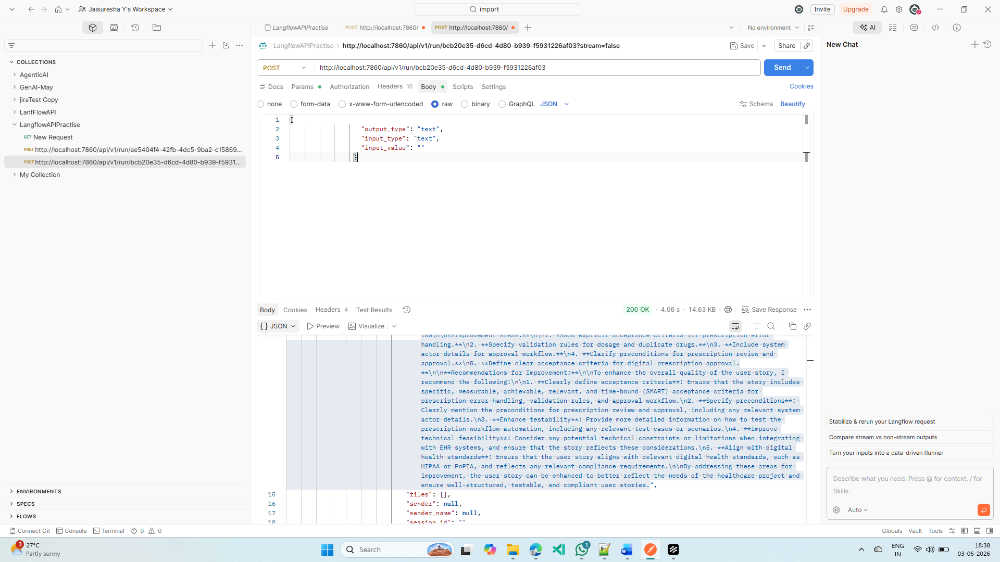 Jaisuresha Y's Workspace
import
Invite
Upgrade
LangflowAPIPractise
POST http://localhost:7860/
POST http://localhost:7860/
No environment
AI
New Chat
COLLECTIONS
AgenticAI
GenAI-May
jiraTest Copy
LanfFlowAPI
LangflowAPIPractise
GET New Request
POST http://localhost:7860/api/v1/run/ae5404f4-42fb-4dc5-9ba2-c15869...
POST http://localhost:7860/api/v1/run/bcb20e35-d6cd-4d80-b939-f5931...
My Collection
ENVIRONMENTS
SPECS
FLOWS
HTTP LangflowAPIPractise > http://localhost:7860/api/v1/run/bcb20e35-d6cd-4d80-b939-f5931226af03?stream=false
Save
Share
POST http://localhost:7860/api/v1/run/bcb20e35-d6cd-4d80-b939-f5931226af03
Send
Docs Params Authorization Headers 10 Body Scripts Settings
Cookies
none form-data x-www-form-urlencoded raw binary GraphQL JSON
Schema Beautify
1 {
2 "output_type": "text",
3 "input_type": "text",
4 "input_value": ""
5 }
Body Cookies Headers 4 Test Results
200 OK • 4.06 s • 14.63 KB
e.g. Save Response
{} JSON Preview Visualize
100\n\n**Improvement Areas:**\n\n1. **Add explicit acceptance criteria for prescription error
handling.**\n2. **Specify validation rules for dosage and duplicate drugs.**\n3. **Include system
actor details for approval workflow.**\n4. **Clarify preconditions for prescription review and
approval.**\n5. **Define clear acceptance criteria for digital prescription approval.
**\n\n**Recommendations for Improvement:**\n\nTo enhance the overall quality of the user story, I
recommend the following:\n\n1. **Clearly define acceptance criteria**: Ensure that the story includes
specific, measurable, achievable, relevant, and time-bound (SMART) acceptance criteria for
prescription error handling, validation rules, and approval workflow.\n2. **Specify preconditions**:
Clearly mention the preconditions for prescription review and approval, including any relevant system
actor details.\n3. **Enhance testability**: Provide more detailed information on how to test the
prescription workflow automation, including any relevant test cases or scenarios.\n4. **Improve
technical feasibility**: Consider any potential technical constraints or limitations when integrating
with EHR systems, and ensure that the story reflects these considerations.\n5. **Align with digital
health standards**: Ensure that the user story aligns with relevant digital health standards, such as
HIPAA or PoPIA, and reflects any relevant compliance requirements.\n\nBy addressing these areas for
improvement, the user story can be enhanced to better reflect the needs of the healthcare project and
ensure well-structured, testable, and compliant user stories.",
15 "files": [],
16 "sender": null,
17 "sender_name": null,
18 "session_id": ""
Stabilize & rerun your Langflow request
Compare stream vs non-stream outputs
Turn your inputs into a data-driven Runner
Describe what you need. Press @ for context, / for
Skills.
Auto
Connect Git
Console
Terminal
0
0
Globals
Vault
Tools
3
27°C
Partly sunny
Search
1
ENG
IN
18:38
03-06-2026